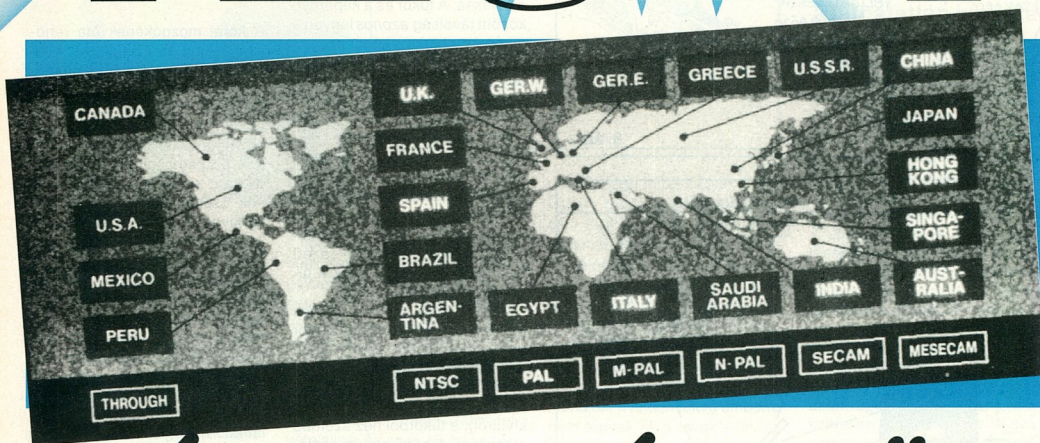 CANADA
U.S.A.
MEXICO
PERU
THROUGH
U.K.
FRANCE
SPAIN
BRAZIL
ARGEN-
TINA
GER.W.
GER.E.
GREECE
U.S.S.R.
CHINA
JAPAN
HONG
KONG
SINGA-
PORE
AUST-
RALIA
EGYPT
ITALY
SAUDI
ARABIA
INDIA
NTSC
PAL
M-PAL
N-PAL
SECAM
MESECAM